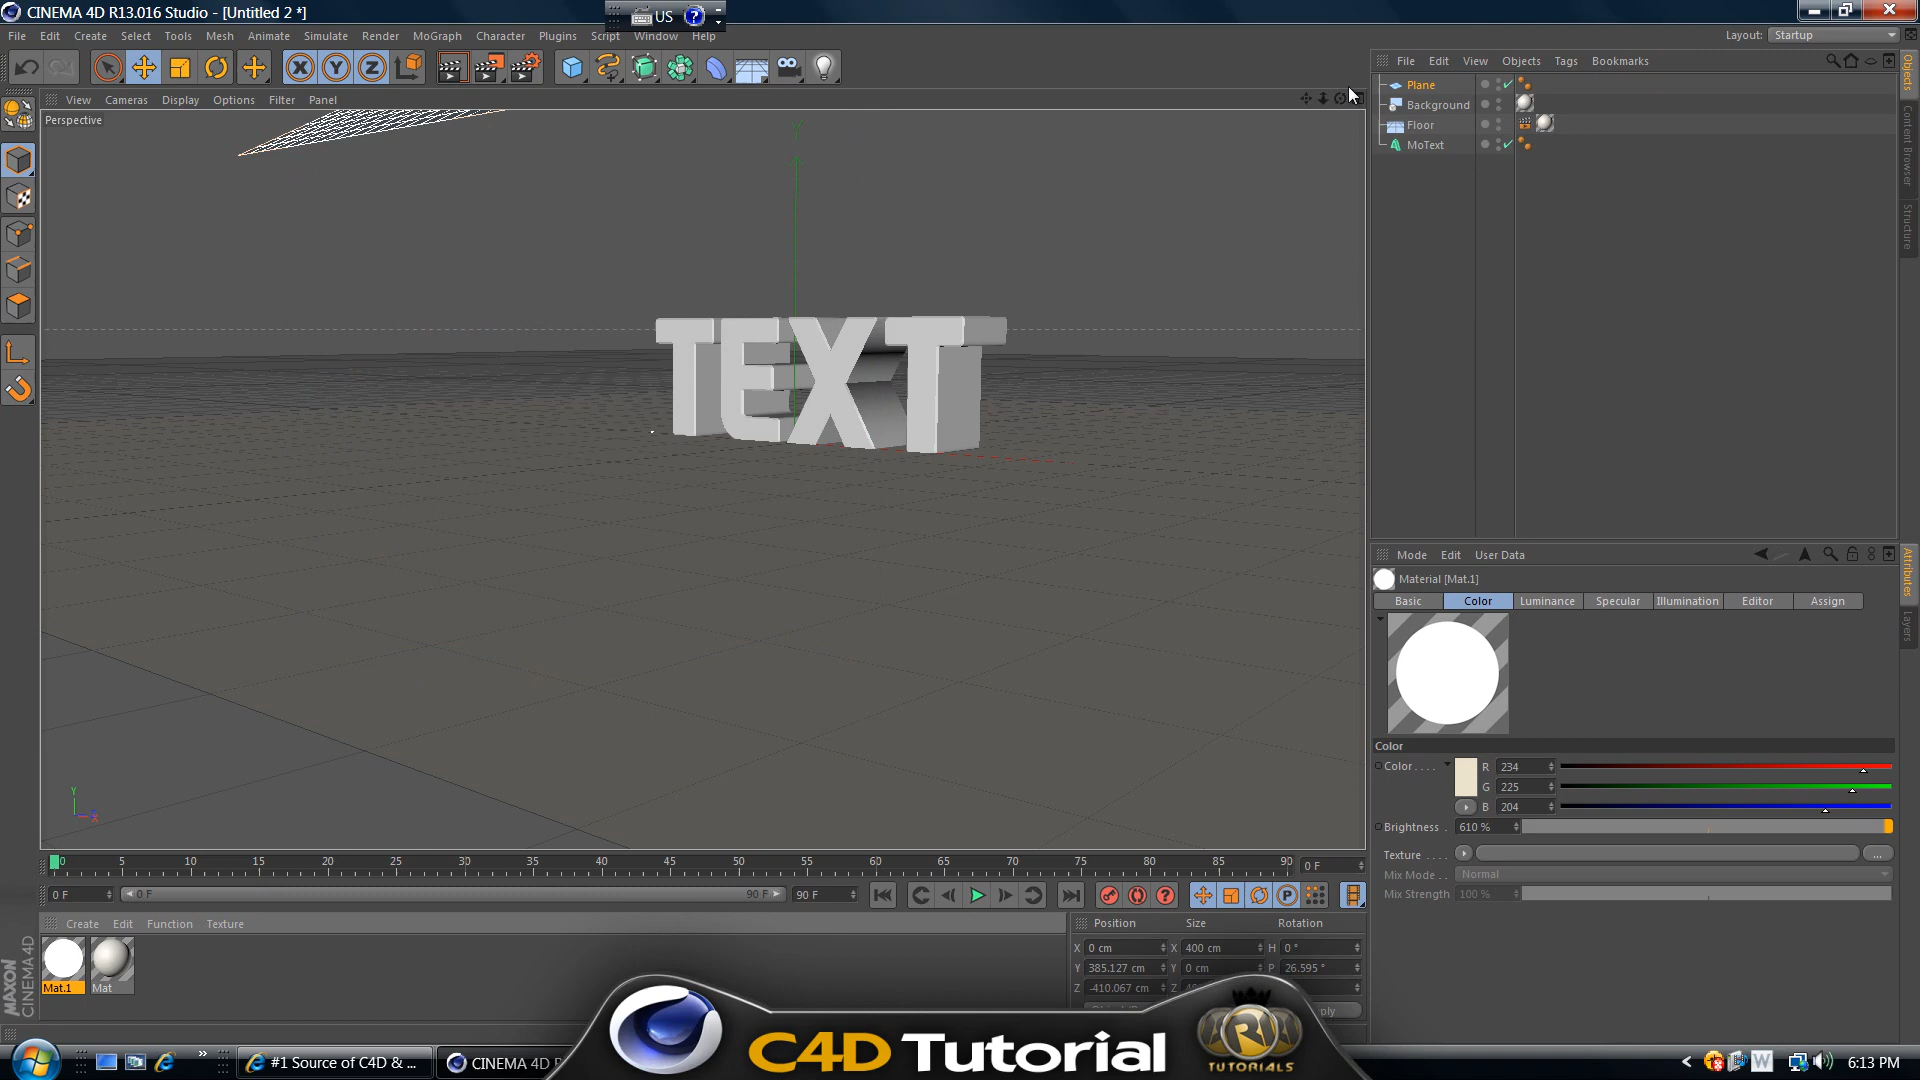 CINEMA 4D R13.016 Studio - [Untitled 2 *]
US
File Edit Create Select Tools Mesh Animate Simulate Render MoGraph Character Plugins Script Window Help
Layout: Startup
View Cameras Display Options Filter Panel
Perspective
TEXT
Y
X
File Edit View Objects Tags Bookmarks
Plane
Background
Floor
MoText
Objects
Content Browser
Structure
Mode Edit User Data
Material [Mat.1]
Basic Color Luminance Specular Illumination Editor Assign
Attributes
Layers
Color
Color . . . . R 234
G 225
B 204
Brightness . 610 %
Texture . . . . ...
Mix Mode . . Normal
Mix Strength 100 %
0 5 10 15 20 25 30 35 40 45 50 55 60 65 70 75 80 85 90 0 F
0 F 0 F 90 F 90 F
Create Edit Function Texture
Mat.1 Mat
MAXON
CINEMA 4D
Position Size Rotation
X 0 cm X 400 cm H 0 °
Y 385.127 cm Y 0 cm P 26.595 °
Z -410.067 cm Z
C4D Tutorial
R
TUTORIALS
#1 Source of C4D & ...
CINEMA 4D
W
6:13 PM